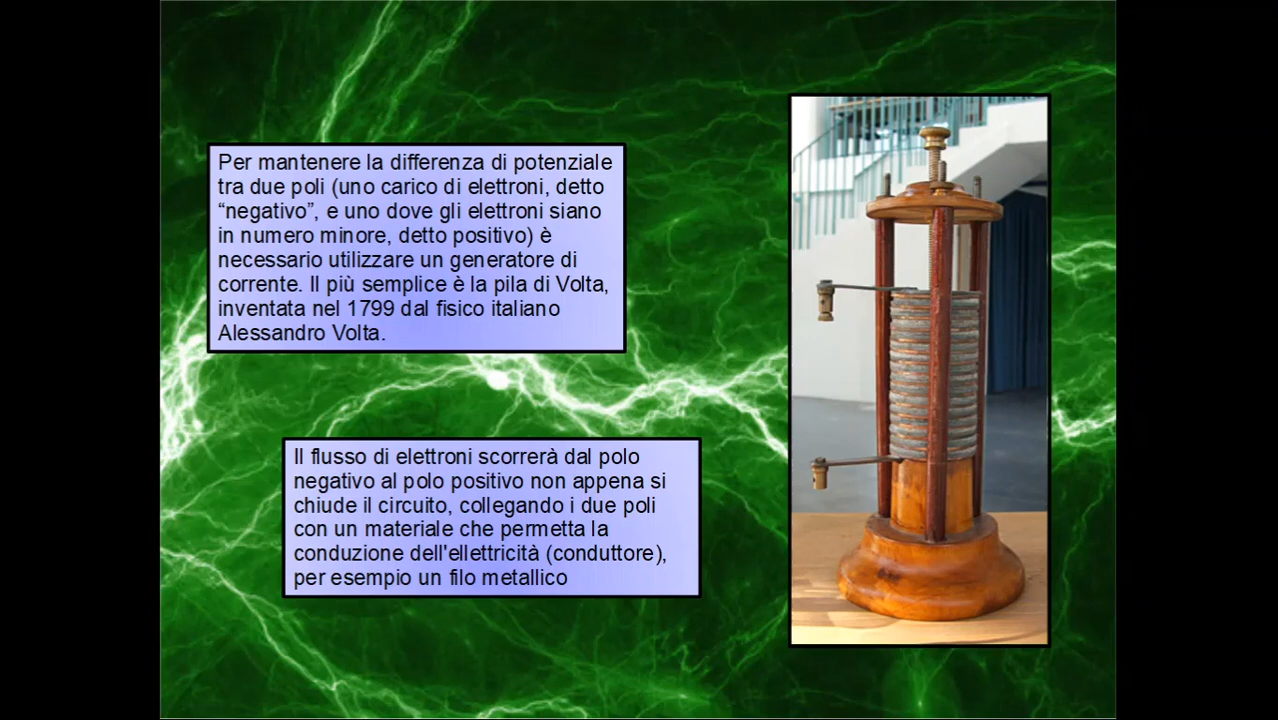 Per mantenere la differenza di potenziale
tra due poli (uno carico di elettroni, detto
“negativo”, e uno dove gli elettroni siano
in numero minore, detto positivo) è
necessario utilizzare un generatore di
corrente. Il più semplice è la pila di Volta,
inventata nel 1799 dal fisico italiano
Alessandro Volta.
Il flusso di elettroni scorrerà dal polo
negativo al polo positivo non appena si
chiude il circuito, collegando i due poli
con un materiale che permetta la
conduzione dell'ellettricità (conduttore),
per esempio un filo metallico